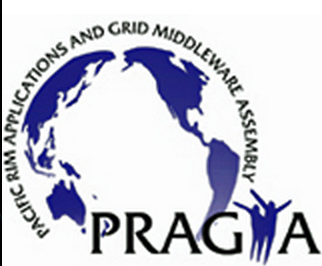 PACIFIC RIM APPLICATIONS AND GRID MIDDLEWARE ASSEMBLY
PRAGMA